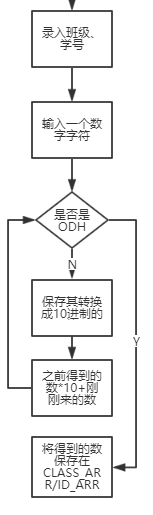 录入班级、
学号
输入一个数
字字符
是否是
ODH
N
保存其转换
成10进制的
Y
之前得到的
数*10+刚
刚来的数
将得到的数
保存在
CLASS_AR
R/ID_ARR